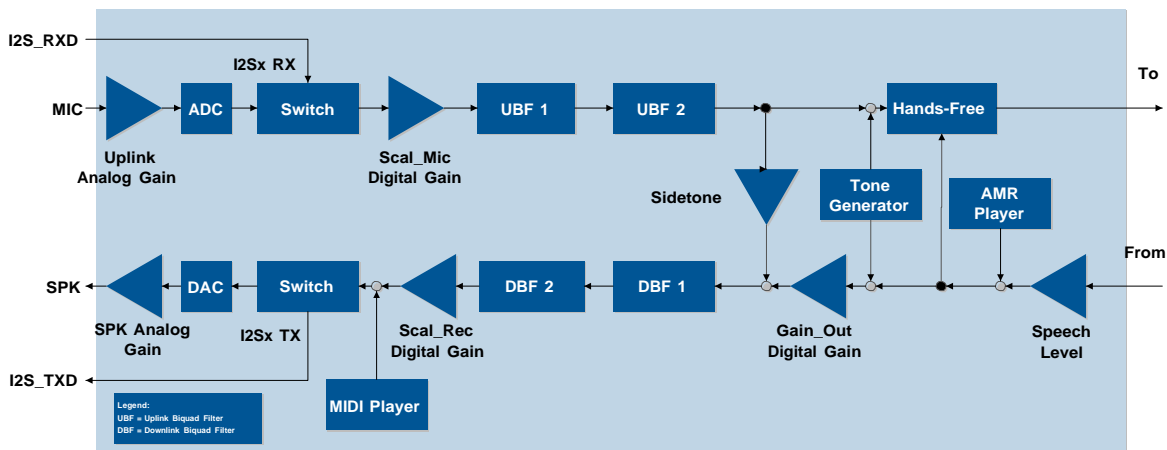 I2S_RXD
I2Sx RX
To
MIC
ADC
Switch
UBF 1
UBF 2
Hands-Free
Uplink
Analog Gain
Scal_Mic
Digital Gain
Sidetone
Tone
Generator
AMR
Player
From
SPK
DAC
Switch
DBF 2
DBF 1
SPK Analog
Gain
I2Sx TX
Scal_Rec
Digital Gain
Gain_Out
Digital Gain
Speech
Level
I2S_TXD
MIDI Player
Legend:
UBF = Uplink Biquad Filter
DBF = Downlink Biquad Filter